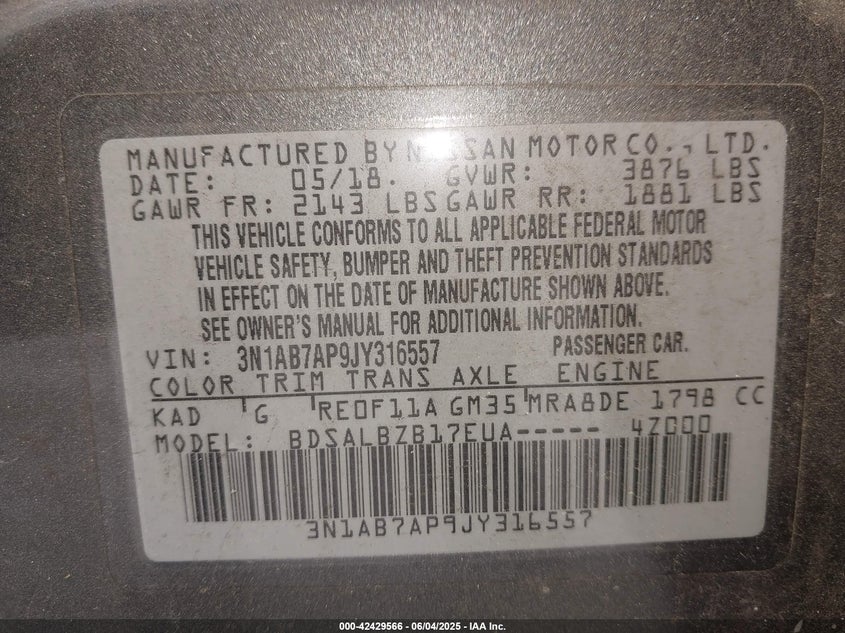 MANUFACTURED BY NISSAN MOTOR CO., LTD.
DATE: 05/18. GVWR: 3876 LBS
GAWR FR: 2143 LBS GAWR RR: 1881 LBS
THIS VEHICLE CONFORMS TO ALL APPLICABLE FEDERAL MOTOR
VEHICLE SAFETY, BUMPER AND THEFT PREVENTION STANDARDS
IN EFFECT ON THE DATE OF MANUFACTURE SHOWN ABOVE.
SEE OWNER'S MANUAL FOR ADDITIONAL INFORMATION.
VIN: 3N1AB7AP9JY316557 PASSENGER CAR.
COLOR TRIM TRANS AXLE ENGINE
KAD G RE0F11A GM35 MRA8DE 1798 CC
MODEL: BDSALBZB17EUA----- 4Z000
3N1AB7AP9JY316557
000-42429566 - 06/04/2025 - IAA Inc.